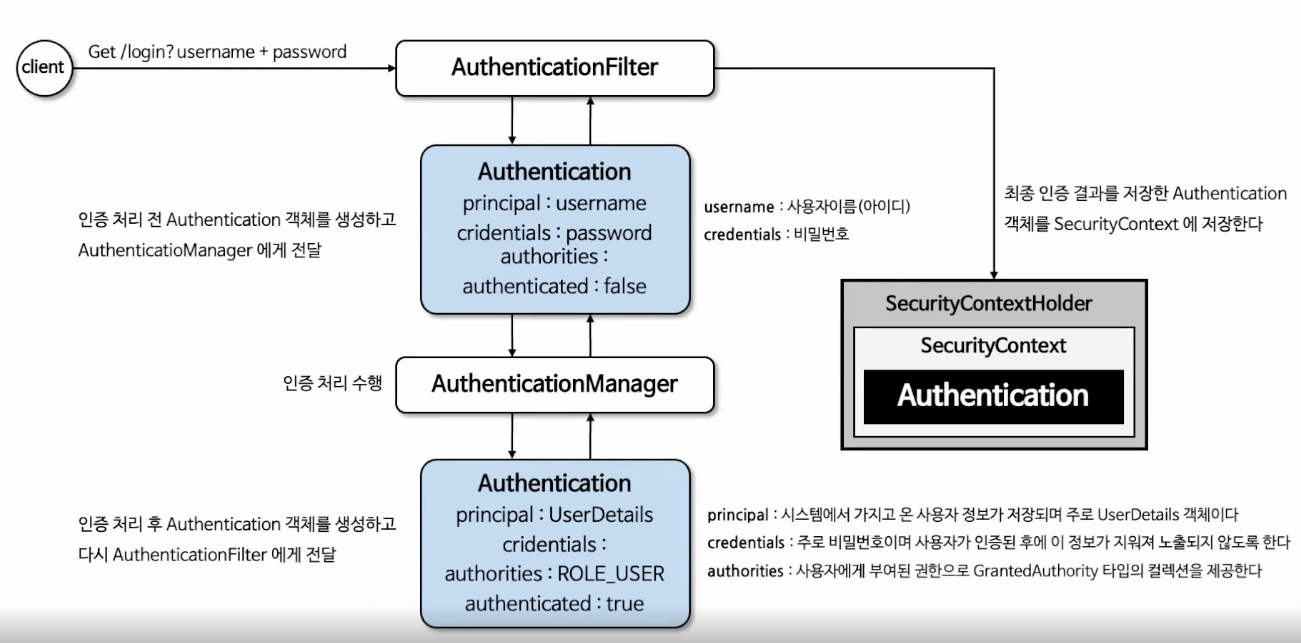 client
Get /login? username + password
AuthenticationFilter
Authentication
principal : username
cridentials : password
authorities :
authenticated : false
인증 처리 전 Authentication 객체를 생성하고
AuthenticatioManager 에게 전달
username : 사용자이름(아이디)
credentials : 비밀번호
최종 인증 결과를 저장한 Authentication
객체를 SecurityContext 에 저장한다
SecurityContextHolder
SecurityContext
Authentication
인증 처리 수행
AuthenticationManager
Authentication
principal : UserDetails
cridentials :
authorities : ROLE_USER
authenticated : true
인증 처리 후 Authentication 객체를 생성하고
다시 AuthenticationFilter 에게 전달
principal : 시스템에서 가지고 온 사용자 정보가 저장되며 주로 UserDetails 객체이다
credentials : 주로 비밀번호이며 사용자가 인증된 후에 이 정보가 지워져 노출되지 않도록 한다
authorities : 사용자에게 부여된 권한으로 GrantedAuthority 타입의 컬렉션을 제공한다